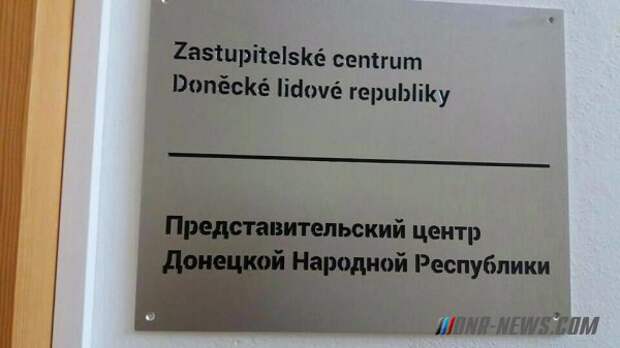 Zastupitelské centrum
Doněcké lidové republiky
Представительский центр
Донецкой Народной Республики
DNR-NEWS.COM